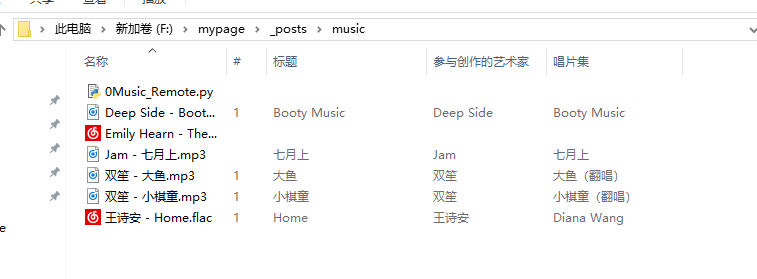 此电脑 > 新加卷 (F:) > mypage > _posts > music
名称 # 标题 参与创作的艺术家 唱片集
0Music_Remote.py
Deep Side - Boot... 1 Booty Music Deep Side Booty Music
Emily Hearn - The...
Jam - 七月上.mp3 七月上 Jam 七月上
双笙 - 大鱼.mp3 1 大鱼 双笙 大鱼（翻唱）
双笙 - 小棋童.mp3 1 小棋童 双笙 小棋童（翻唱）
王诗安 - Home.flac 1 Home 王诗安 Diana Wang